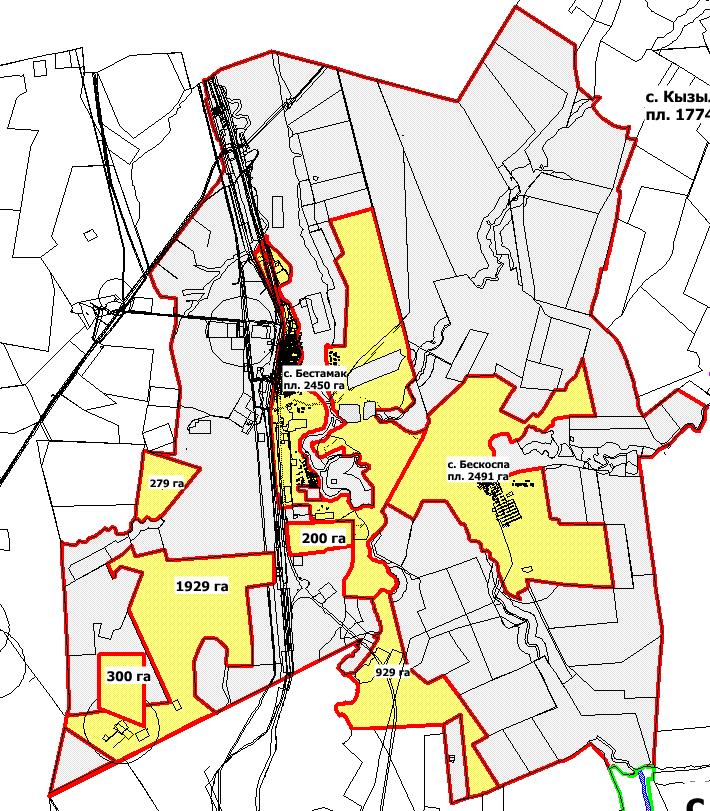 с. Кызы
пл. 1774
с. Бестамак
пл. 2450 га
с. Бескоспа
пл. 2491 га
279 га
200 га
1929 га
300 га
929 га
С